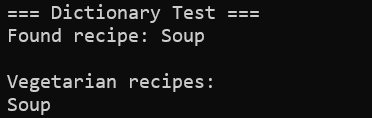 === Dictionary Test ===
Found recipe: Soup

Vegetarian recipes:
Soup